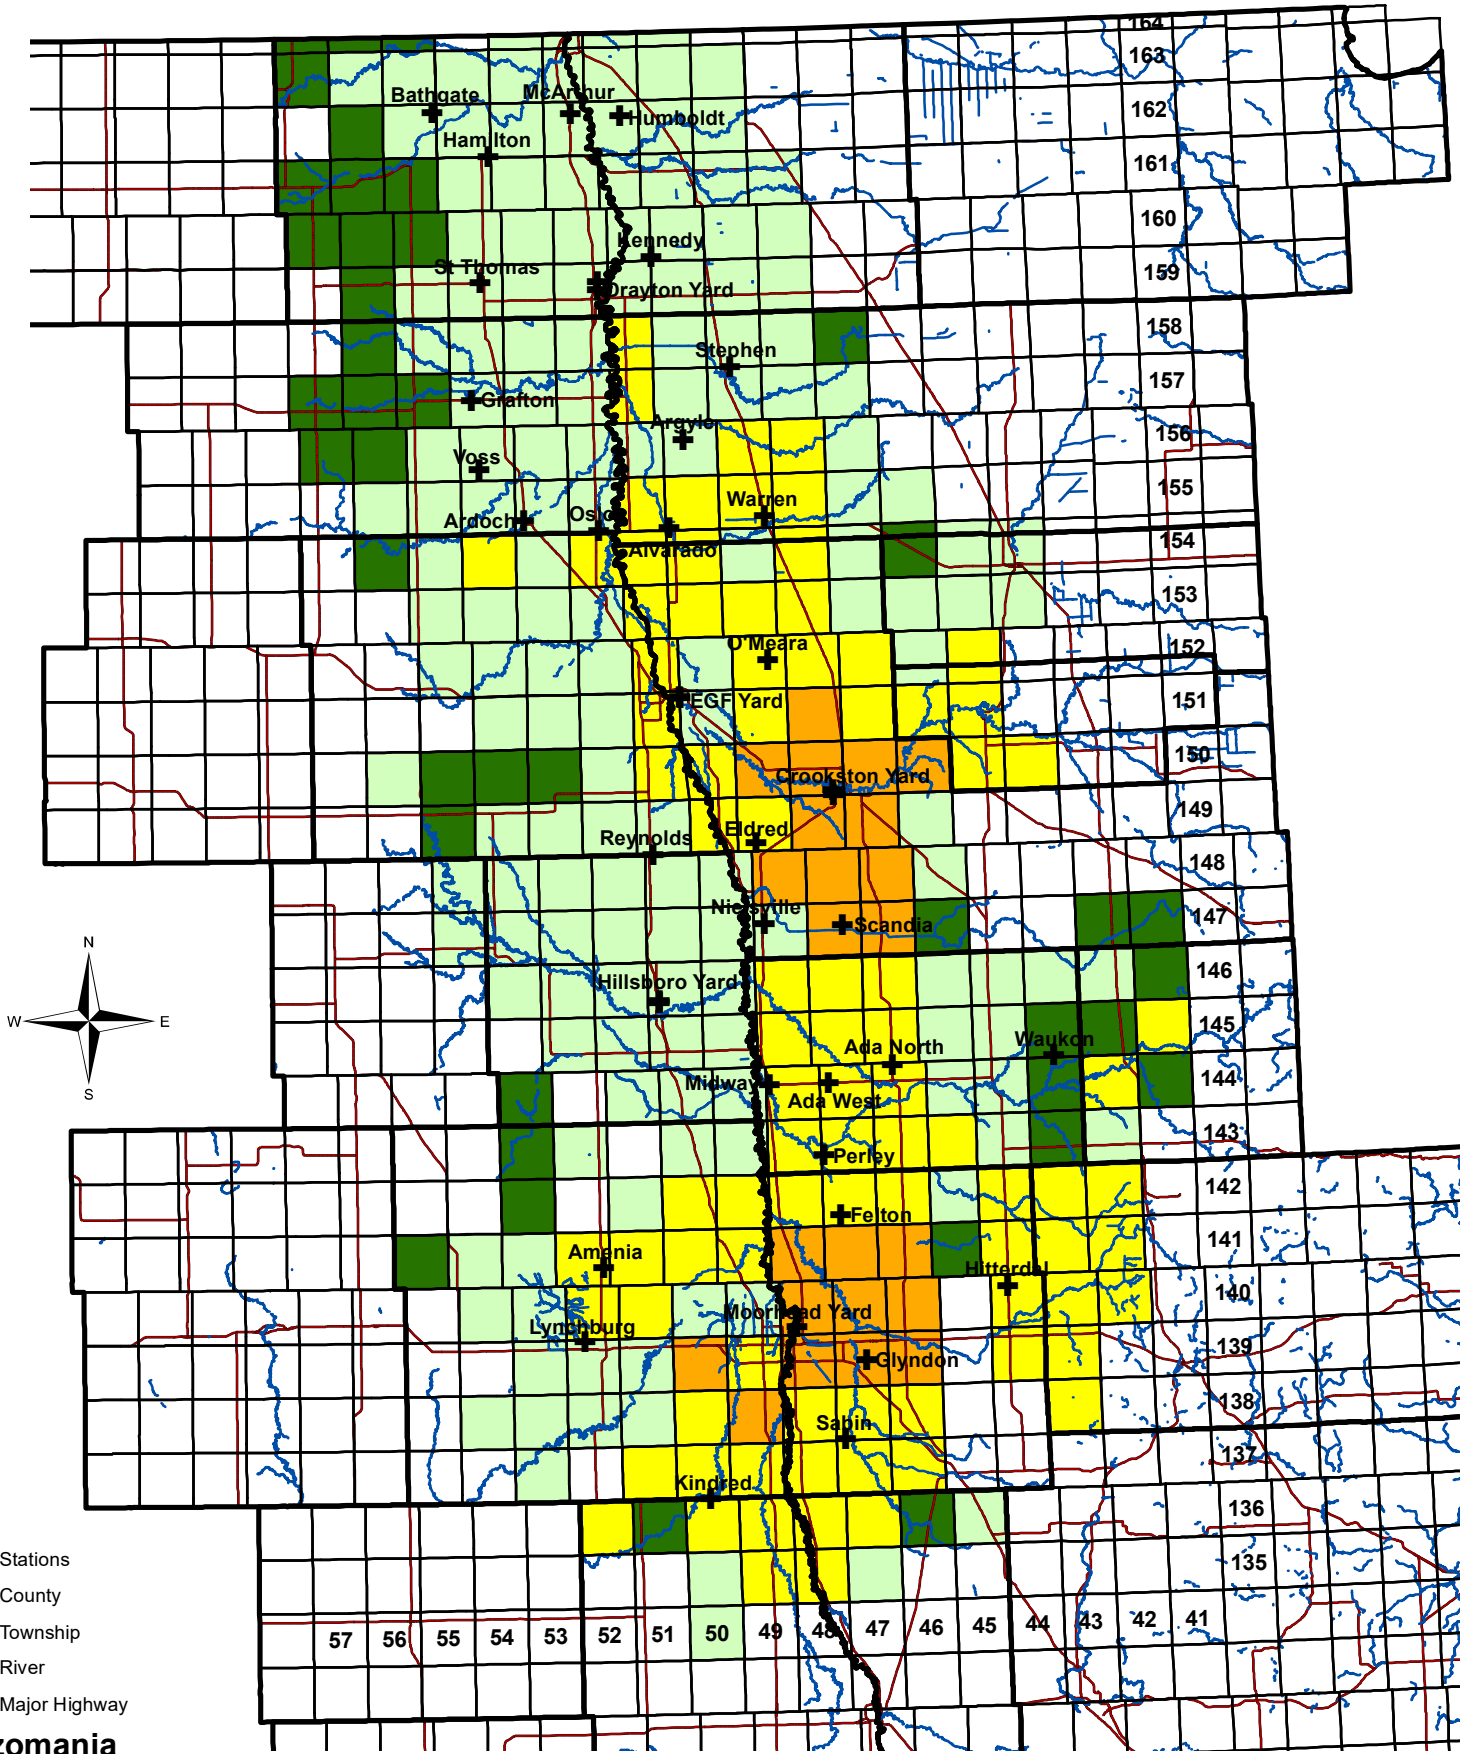 164
163
Bathgate
McArthur
162
Humboldt
Hamilton
161
160
Kennedy
St Thomas
159
Drayton Yard
158
Stephen
157
Grafton
Argyle
156
Voss
155
Warren
Ardoch
Oslo
154
Alvarado
153
O'Meara
152
EGF Yard
151
150
Crookston Yard
149
Eldred
Reynolds
148
Nielsville
147
Scandia
N
146
Hillsboro Yard
W
E
145
Waukon
Ada North
144
Midway
S
Ada West
143
Perley
142
Felton
141
Amenia
Hitterdal
140
Moorhead Yard
Lynchburg
139
Glyndon
138
Sabin
137
Kindred
136
Stations
135
County
Township
57 56 55 54 53 52 51 50 49 48 47 46 45 44 43 42 41
River
Major Highway
zomania